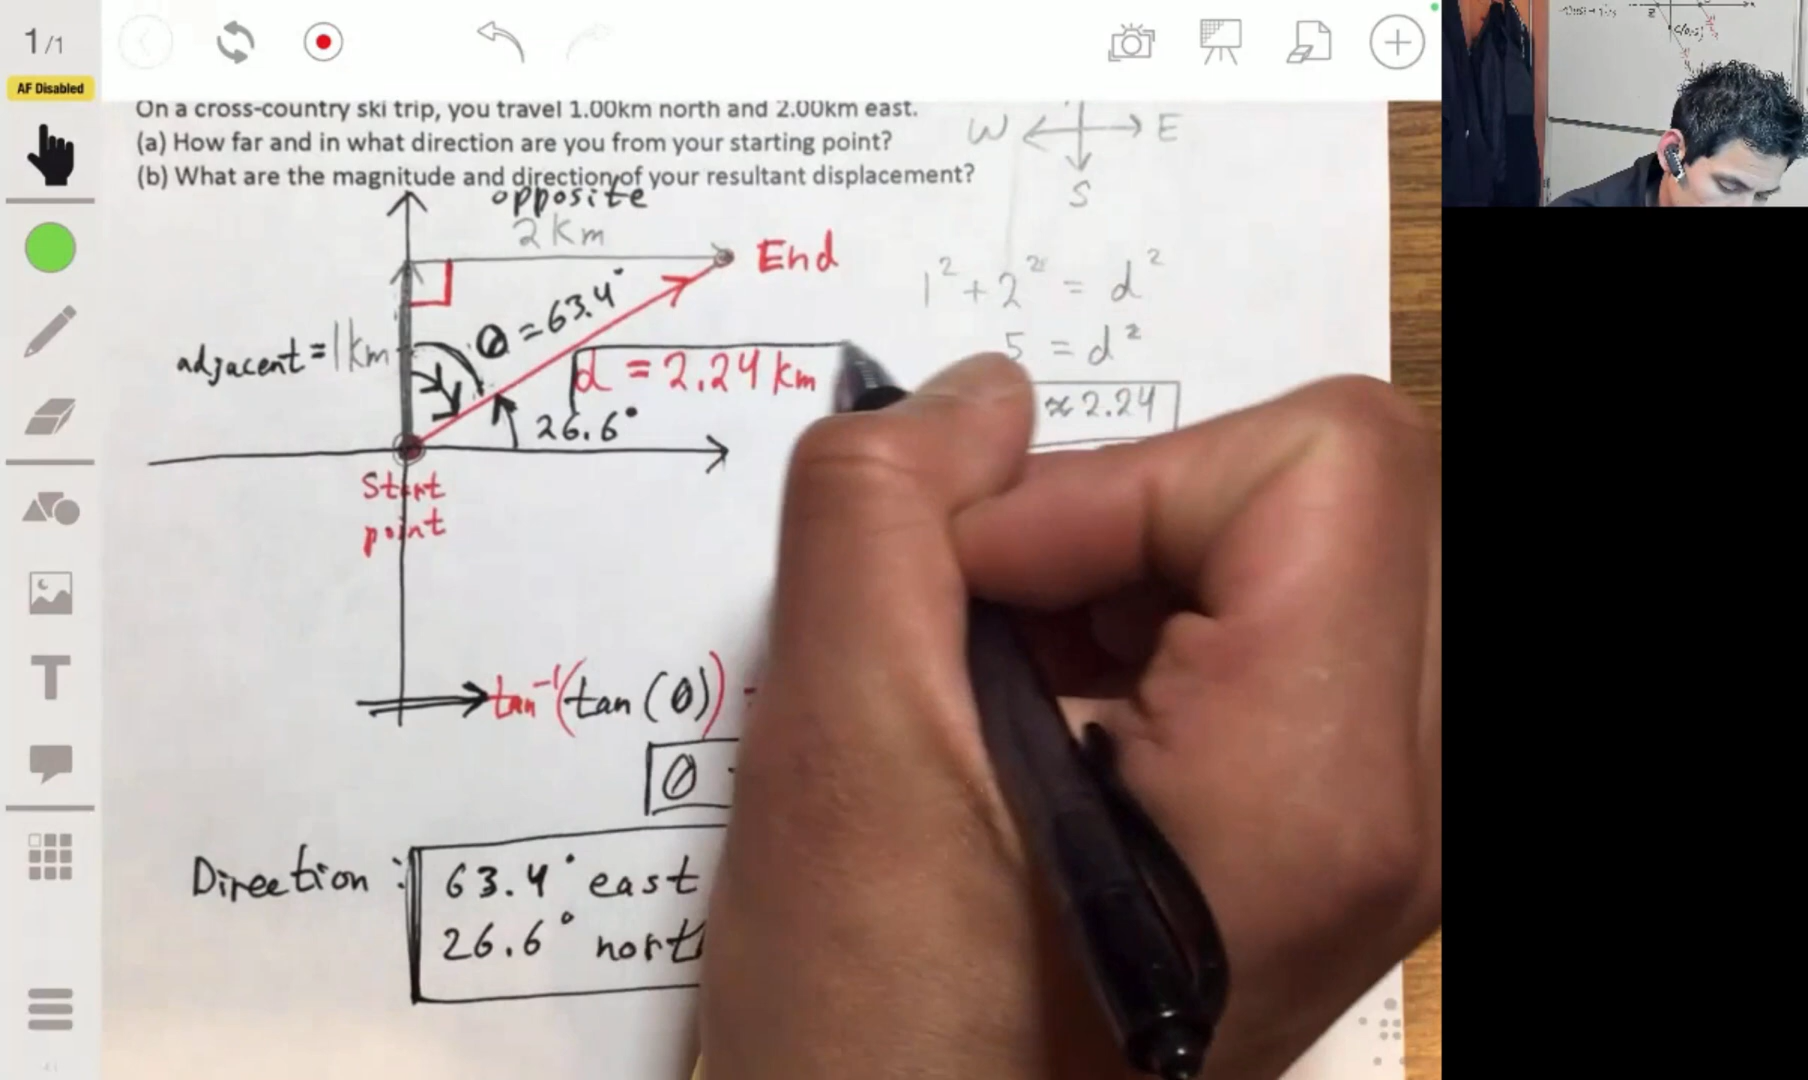 1/1
AF Disabled
On a cross-country ski trip, you travel 1.00km north and 2.00km east.
(a) How far and in what direction are you from your starting point?
(b) What are the magnitude and direction of your resultant displacement?
W E
S
opposite
2 Km
End
θ = 63.4°
adjacent = 1 km
d = 2.24 km
26.6°
Start
point
1² + 2² = d²
5 = d²
≈ 2.24
tan⁻¹(tan (θ))
θ
Direction :
63.4° east
26.6° nort
T